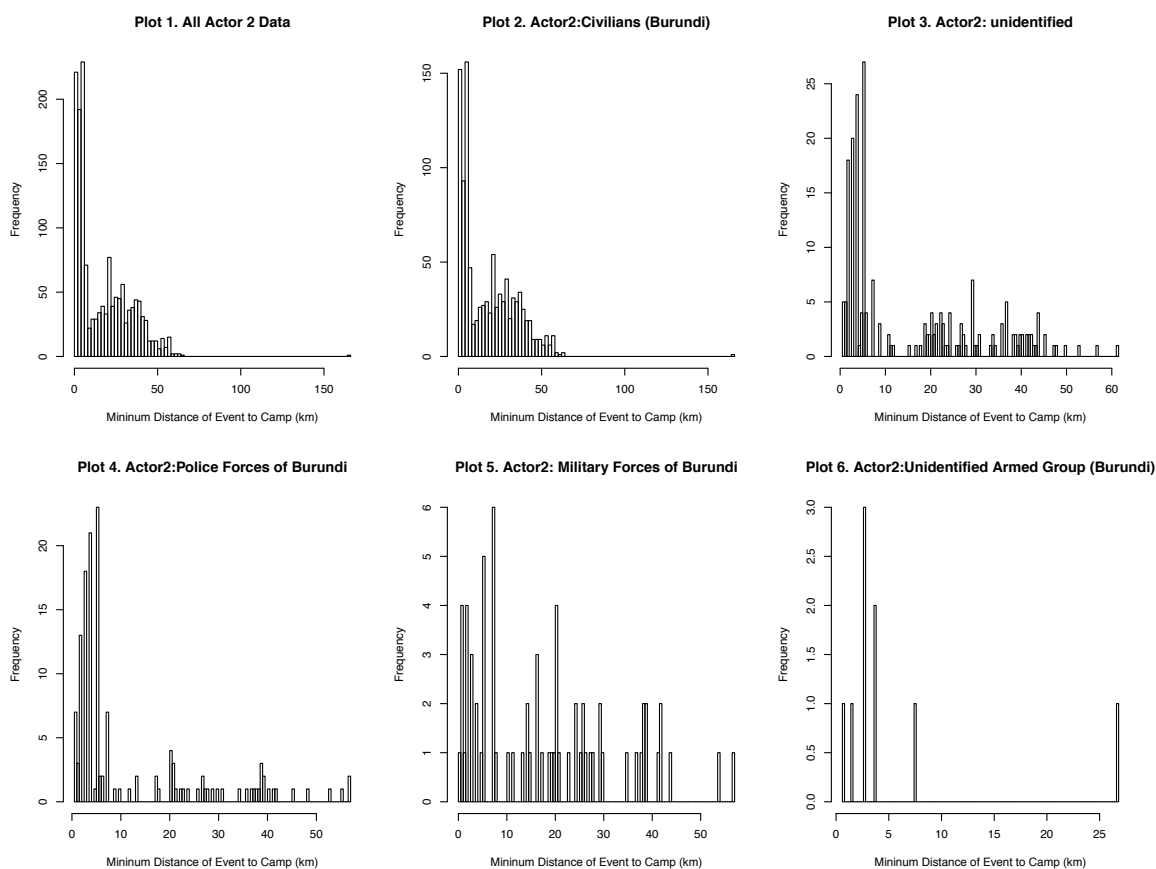 Plot 1. All Actor 2 Data
Frequency
0 50 100 150 200
0 50 100 150
Mininum Distance of Event to Camp (km)
Plot 2. Actor2:Civilians (Burundi)
Frequency
0 50 100 150
0 50 100 150
Mininum Distance of Event to Camp (km)
Plot 3. Actor2: unidentified
Frequency
0 5 10 15 20 25
0 10 20 30 40 50 60
Mininum Distance of Event to Camp (km)
Plot 4. Actor2:Police Forces of Burundi
Frequency
0 5 10 15 20
0 10 20 30 40 50
Mininum Distance of Event to Camp (km)
Plot 5. Actor2: Military Forces of Burundi
Frequency
0 1 2 3 4 5 6
0 10 20 30 40 50
Mininum Distance of Event to Camp (km)
Plot 6. Actor2:Unidentified Armed Group (Burundi)
Frequency
0.0 0.5 1.0 1.5 2.0 2.5 3.0
0 5 10 15 20 25
Mininum Distance of Event to Camp (km)